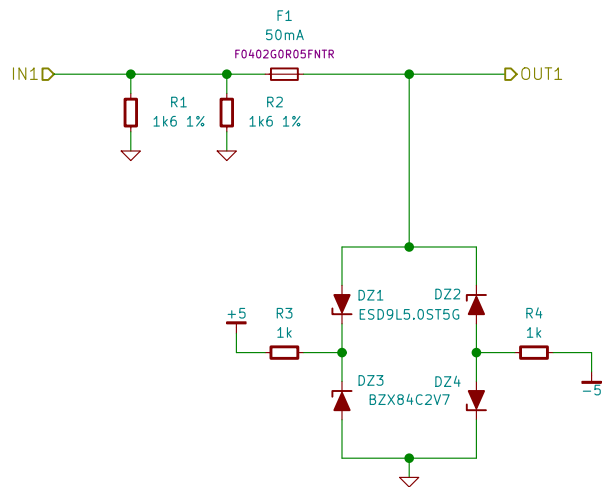 F1
50mA
F0402G0R05FNTR
IN1
OUT1
R1
1k6 1%
R2
1k6 1%
DZ1
ESD9L5.0ST5G
DZ2
+5
R3
1k
R4
1k
-5
DZ3
BZX84C2V7
DZ4